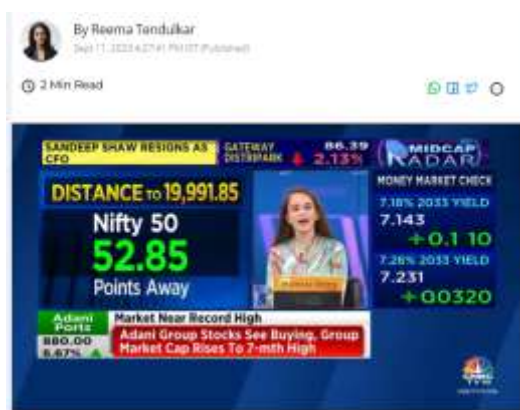 By Reema Tendulkar
2 Min Read
SANDEEP SHAW RESIGNS AS
CFO
GATEWAY
DISTRIPARK
86.39
2.13%
MIDCAP
RADAR
DISTANCE TO 19,991.85
Nifty 50
52.85
Points Away
MONEY MARKET CHECK
7.18% 2033 YIELD
7.143
+0.1 10
7.26% 2033 YIELD
7.231
+00320
Adani
Ports
880.00
6.67%
Market Near Record High
Adani Group Stocks See Buying, Group
Market Cap Rises To 7-mth High